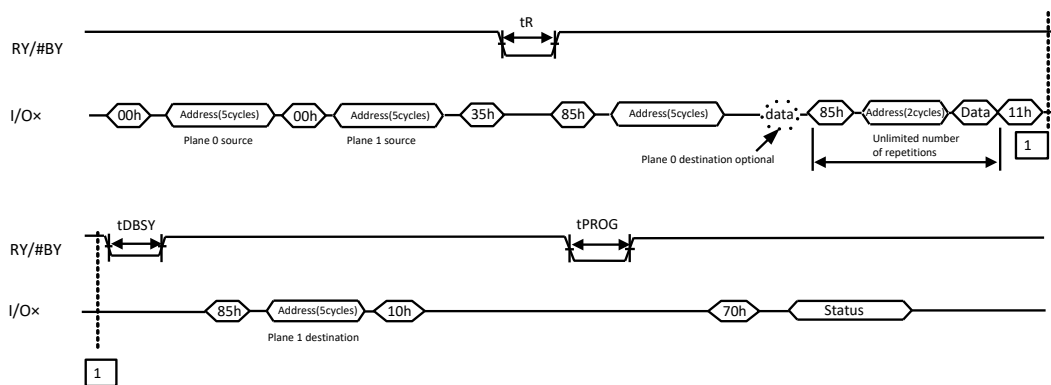 tR
RY/#BY
I/O×
00h
Address(5cycles)
00h
Address(5cycles)
35h
85h
Address(5cycles)
data
85h
Address(2cycles)
Data
11h
Plane 0 source
Plane 1 source
Plane 0 destination optional
Unlimited number
of repetitions
1
tDBSY
tPROG
RY/#BY
I/O×
85h
Address(5cycles)
10h
70h
Status
Plane 1 destination
1